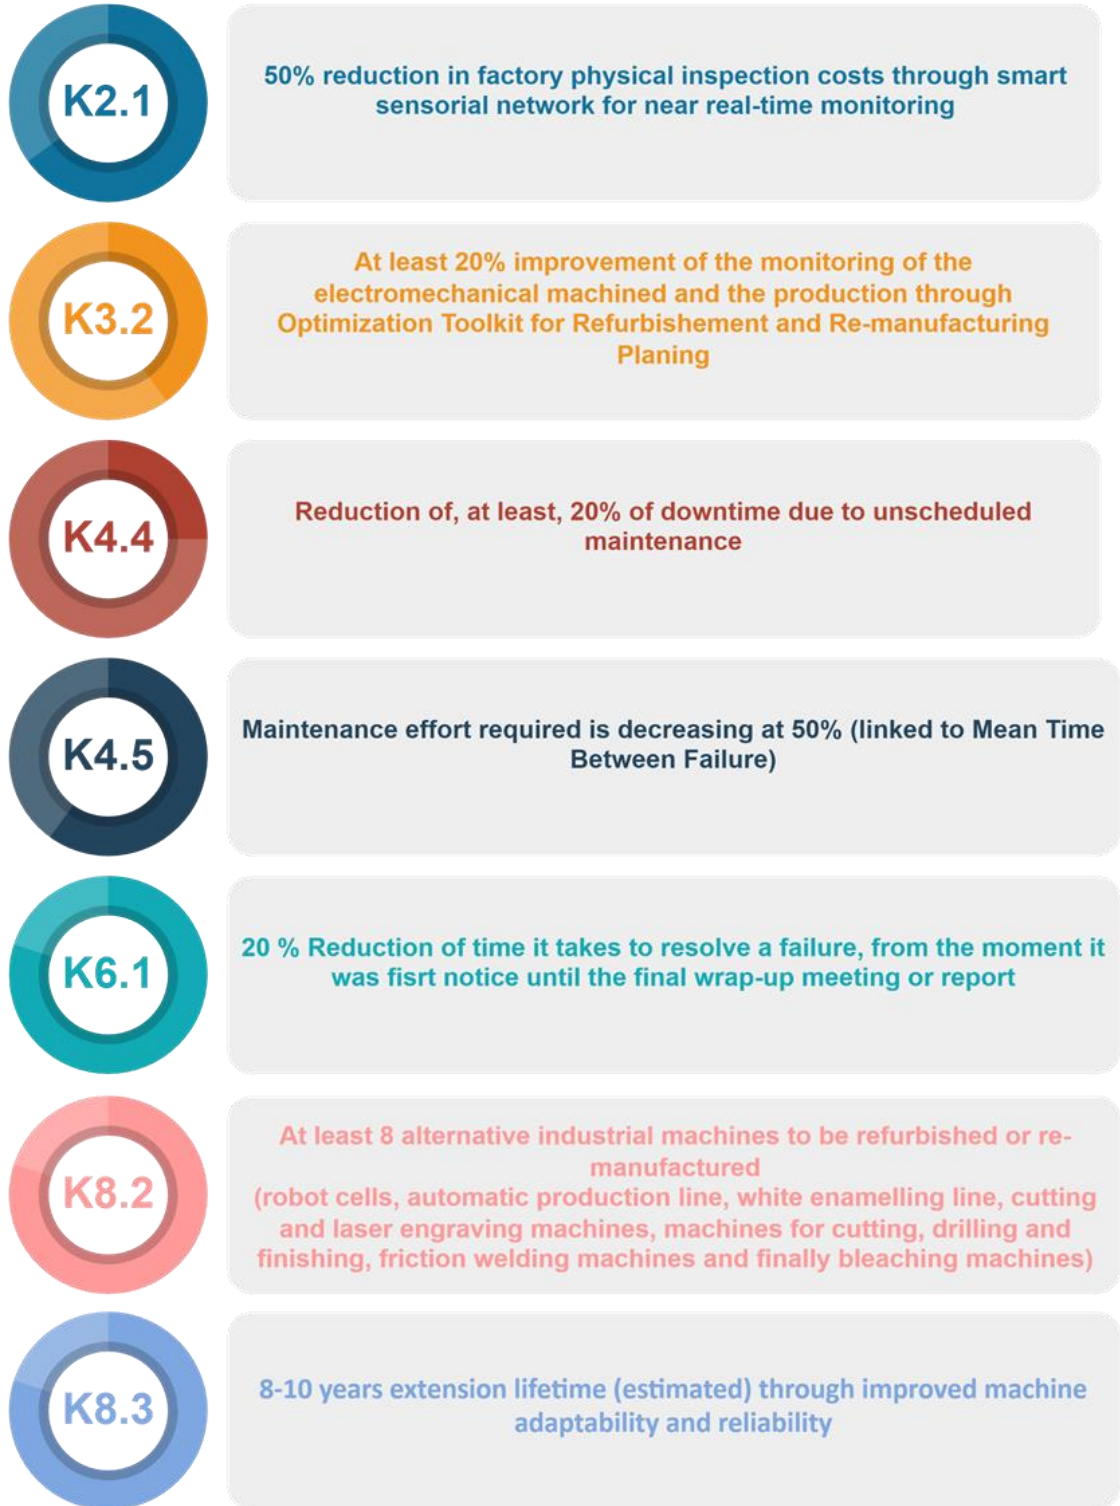 K2.1
50% reduction in factory physical inspection costs through smart
sensorial network for near real-time monitoring
K3.2
At least 20% improvement of the monitoring of the
electromechanical machined and the production through
Optimization Toolkit for Refurbishement and Re-manufacturing
Planing
K4.4
Reduction of, at least, 20% of downtime due to unscheduled
maintenance
K4.5
Maintenance effort required is decreasing at 50% (linked to Mean Time
Between Failure)
K6.1
20 % Reduction of time it takes to resolve a failure, from the moment it
was fisrt notice until the final wrap-up meeting or report
K8.2
At least 8 alternative industrial machines to be refurbished or re-
manufactured
(robot cells, automatic production line, white enamelling line, cutting
and laser engraving machines, machines for cutting, drilling and
finishing, friction welding machines and finally bleaching machines)
K8.3
8-10 years extension lifetime (estimated) through improved machine
adaptability and reliability